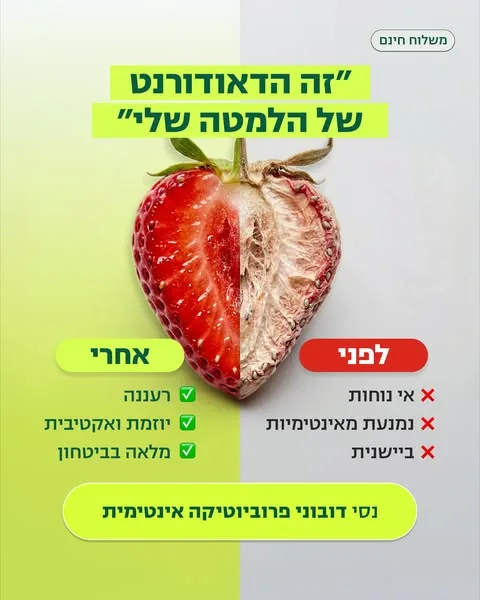 משלוח חינם
"זה הדאודורנט
של הלמטה שלי"
לפני
אי נוחות
נמנעת מאינטימיות
ביישנית
אחרי
רעננה
יוזמת ואקטיבית
מלאה בביטחון
נסי דובוני פרוביוטיקה אינטימית